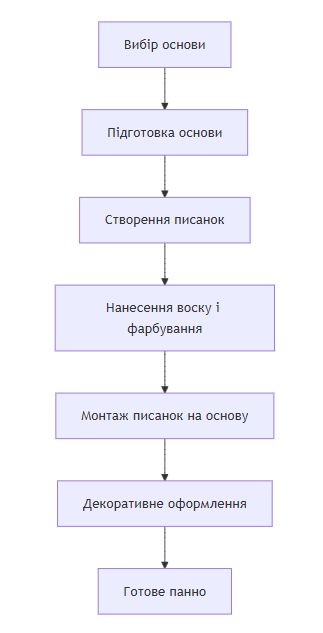 Вибір основи
Підготовка основи
Створення писанок
Нанесення воску і
фарбування
Монтаж писанок на основу
Декоративне оформлення
Готове панно